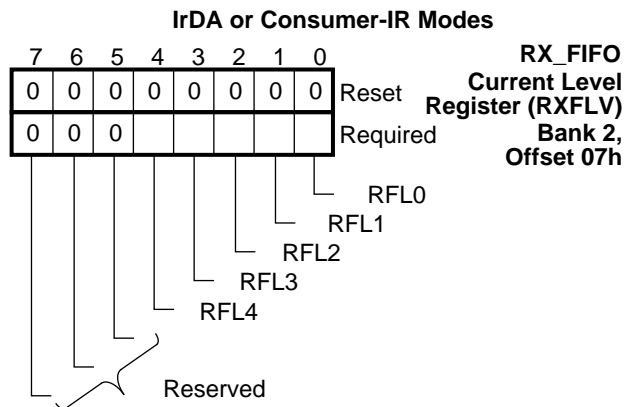 IrDA or Consumer-IR Modes
7 6 5 4 3 2 1 0
RX_FIFO
Current Level
Register (RXFLV)
Bank 2,
Offset 07h
0 0 0 0 0 0 0 0 Reset
0 0 0 Required
RFL0
RFL1
RFL2
RFL3
RFL4
Reserved